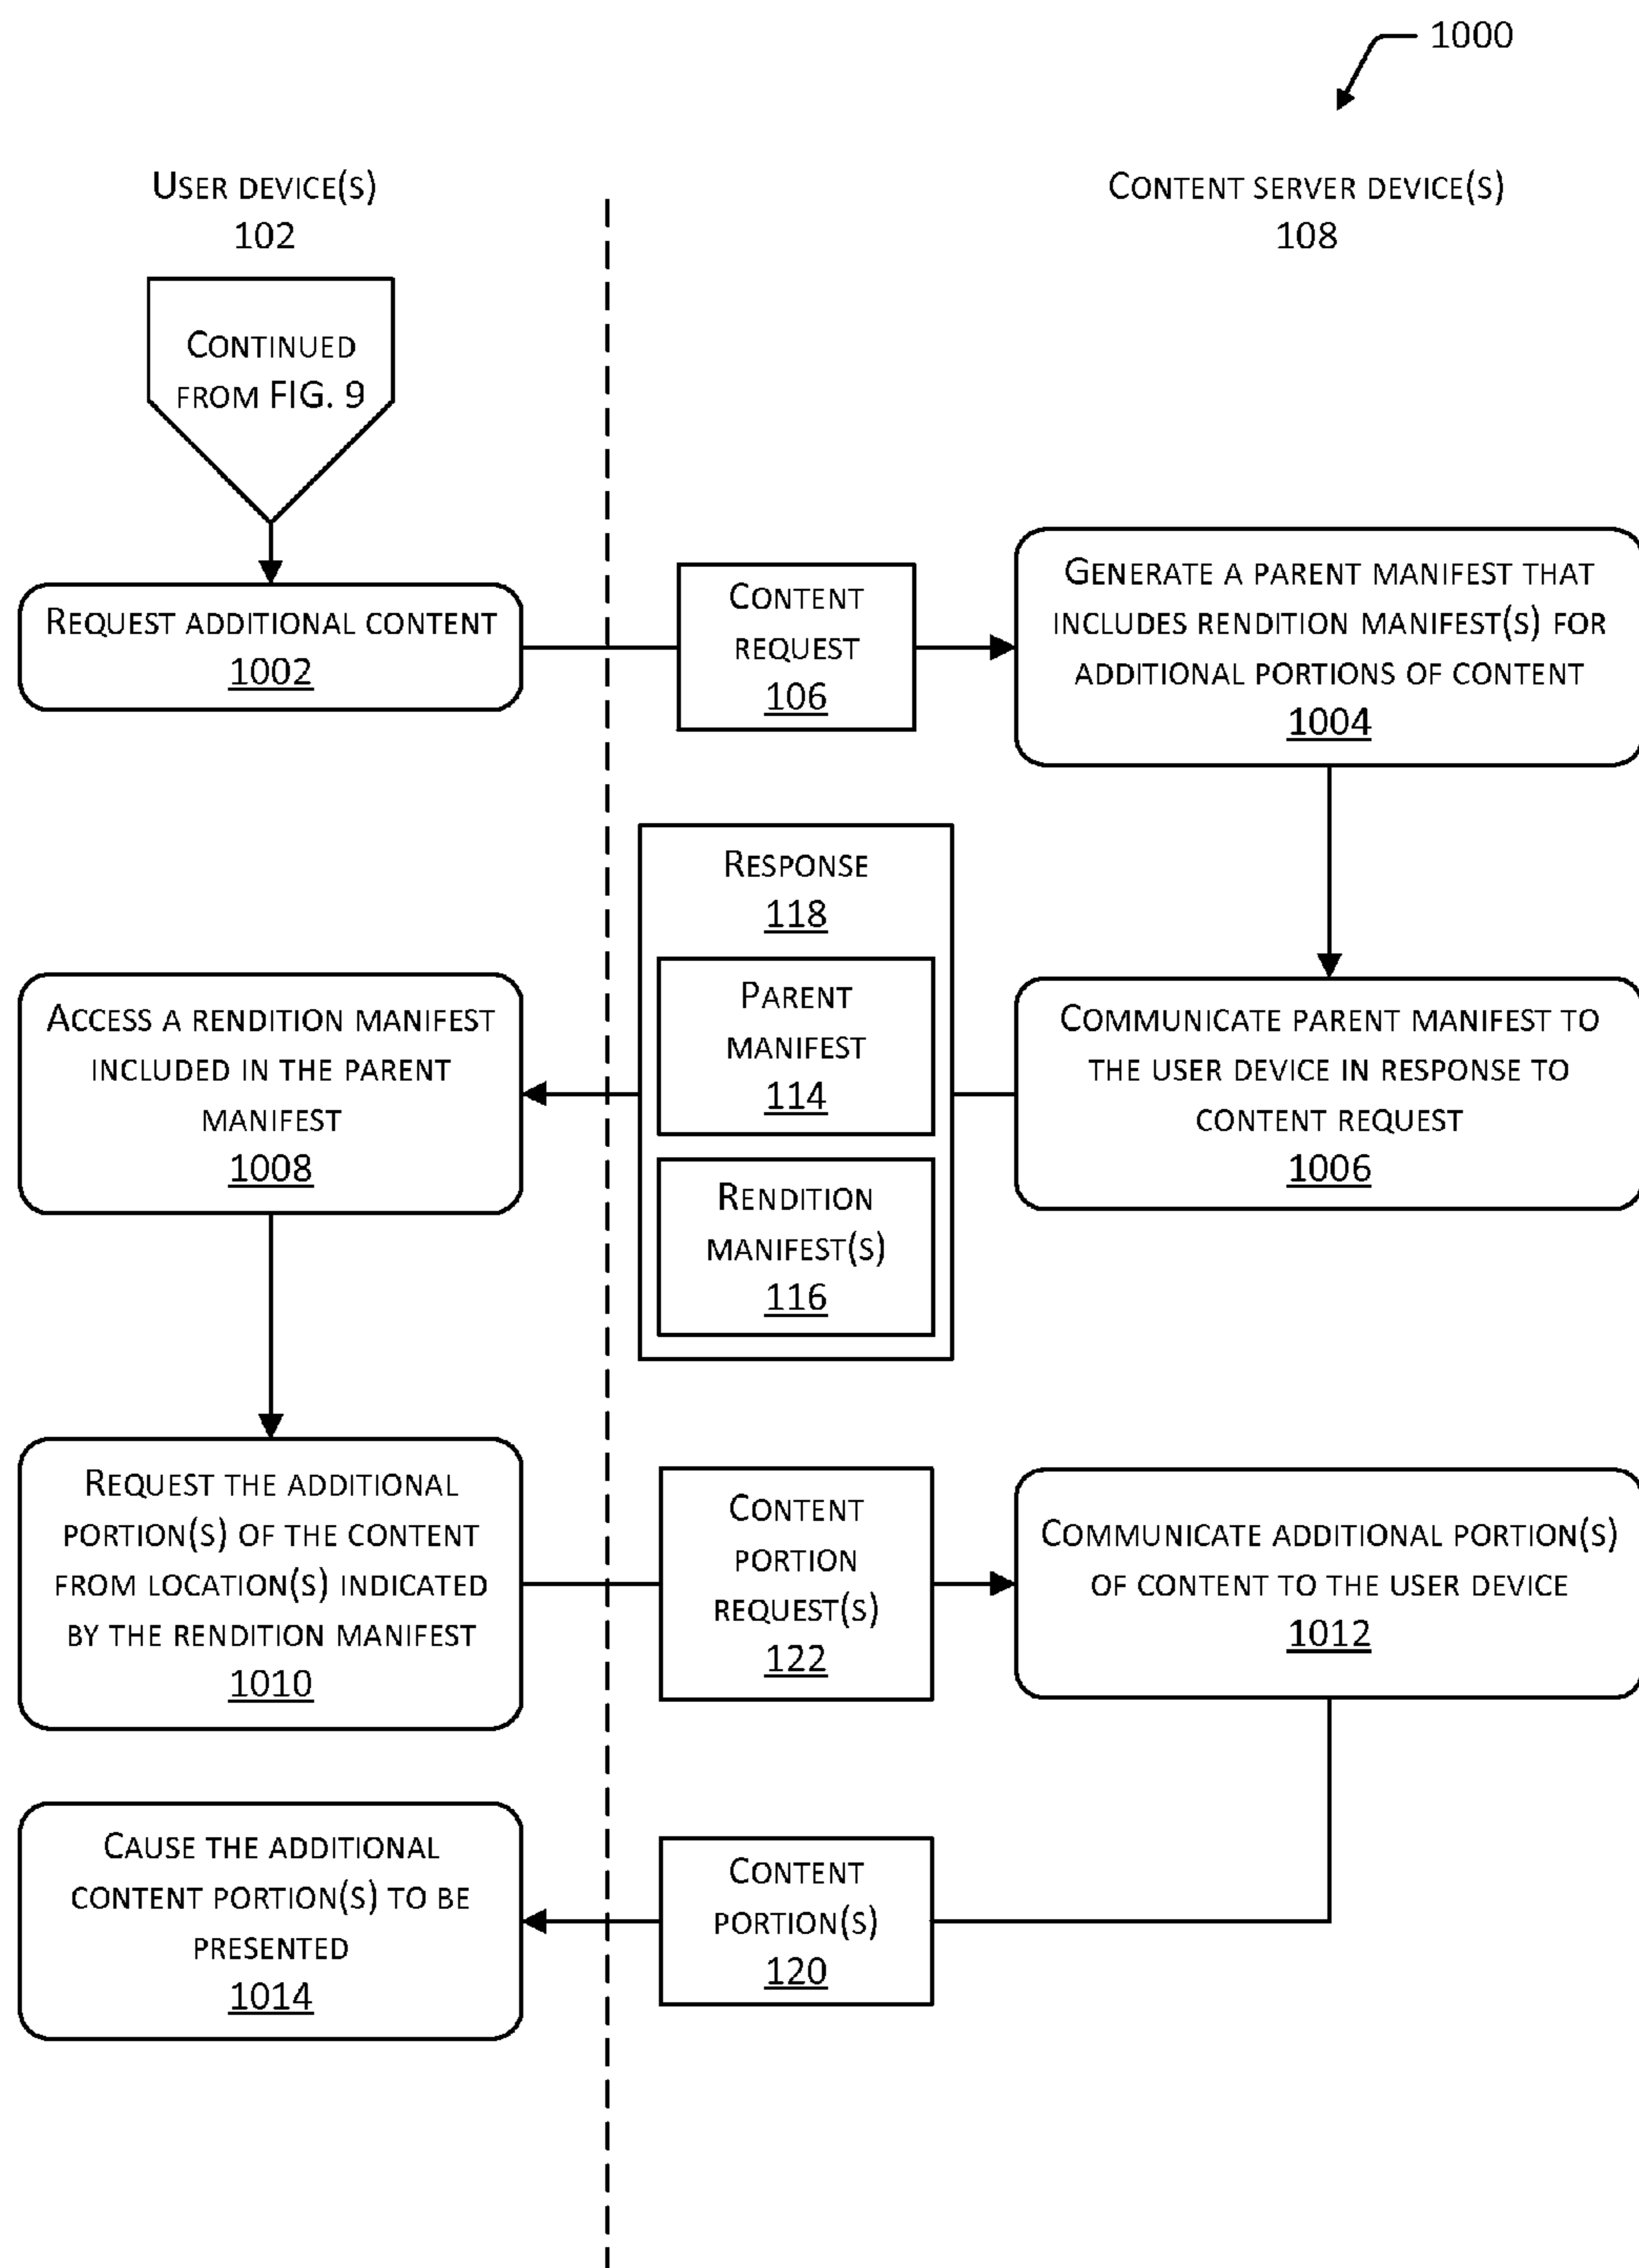 1000
User device(s)
102
Content server device(s)
108
Continued
from FIG. 9
Request additional content
1002
Content
request
106
Generate a parent manifest that
includes rendition manifest(s) for
additional portions of content
1004
Response
118
Parent
manifest
114
Rendition
manifest(s)
116
Communicate parent manifest to
the user device in response to
content request
1006
Access a rendition manifest
included in the parent
manifest
1008
Request the additional
portion(s) of the content
from location(s) indicated
by the rendition manifest
1010
Content
portion
request(s)
122
Communicate additional portion(s)
of content to the user device
1012
Cause the additional
content portion(s) to be
presented
1014
Content
portion(s)
120